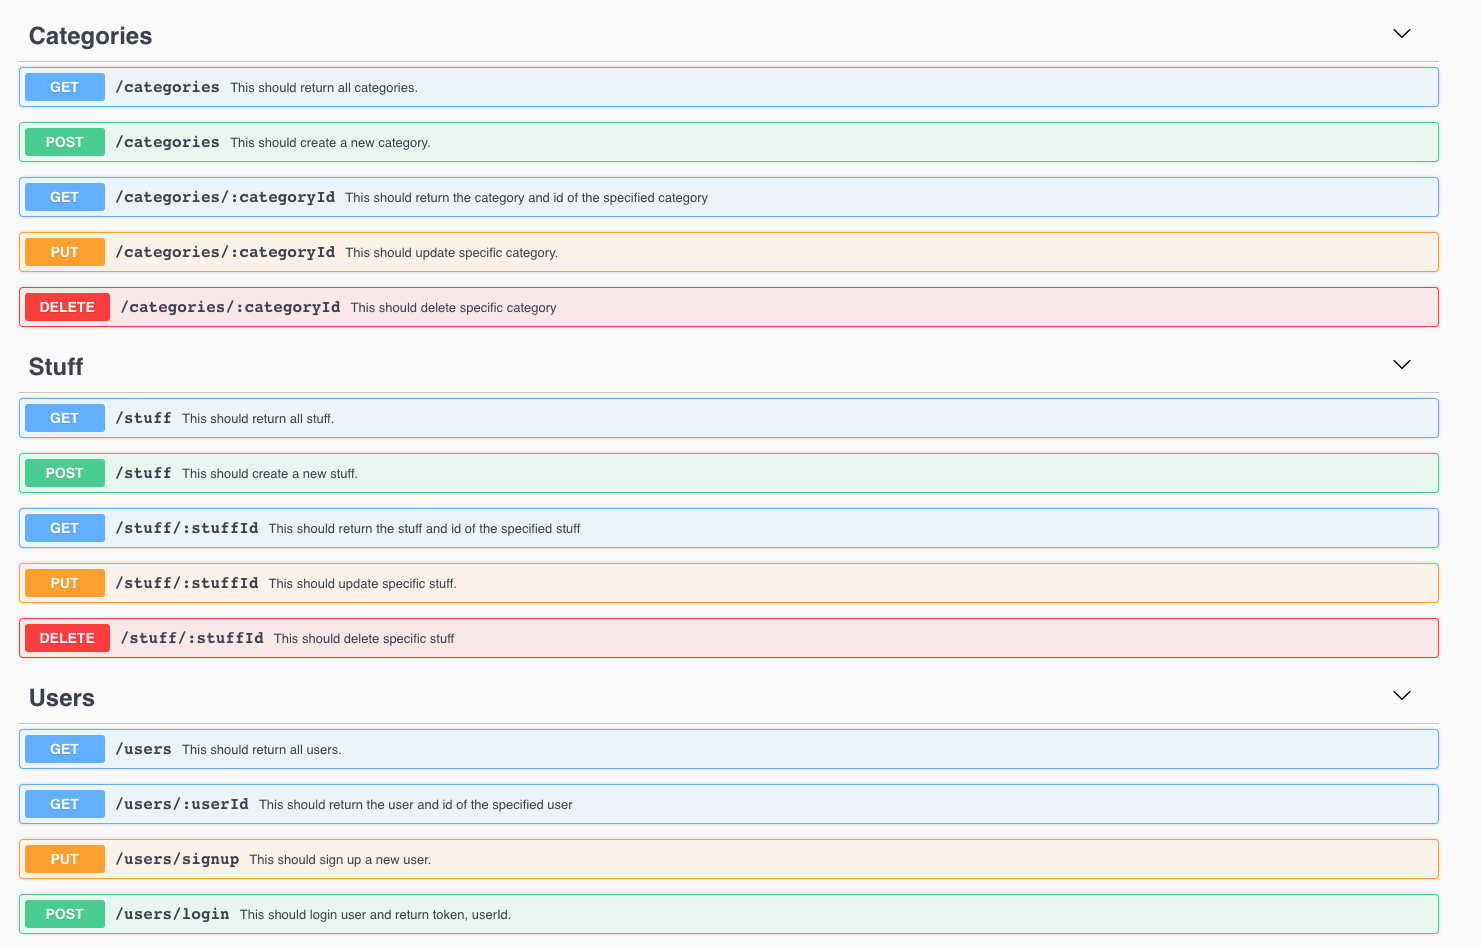 Categories
GET /categories This should return all categories.
POST /categories This should create a new category.
GET /categories/:categoryId This should return the category and id of the specified category
PUT /categories/:categoryId This should update specific category.
DELETE /categories/:categoryId This should delete specific category
Stuff
GET /stuff This should return all stuff.
POST /stuff This should create a new stuff.
GET /stuff/:stuffId This should return the stuff and id of the specified stuff
PUT /stuff/:stuffId This should update specific stuff.
DELETE /stuff/:stuffId This should delete specific stuff
Users
GET /users This should return all users.
GET /users/:userId This should return the user and id of the specified user
PUT /users/signup This should sign up a new user.
POST /users/login This should login user and return token, userId.